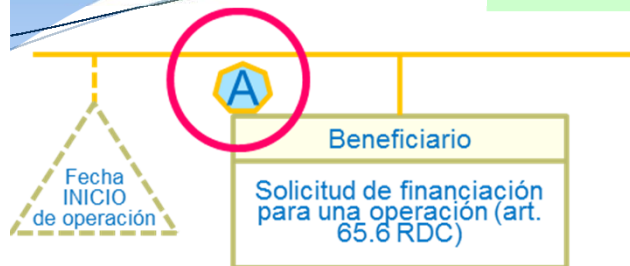 A
Beneficiario
Fecha
INICIO
de operación
Solicitud de financiación
para una operación (art.
65.6 RDC)